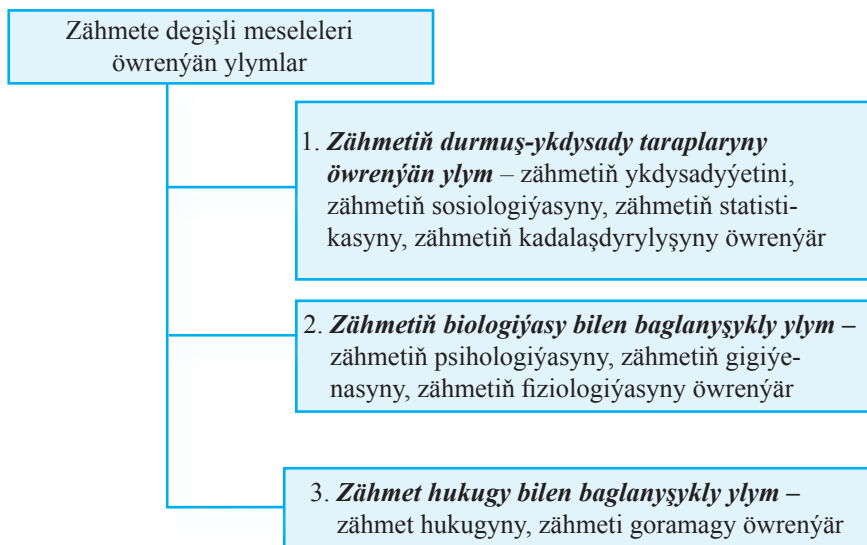 Zähmete degişli meseleleri
öwrenýän ylymlar
1. Zähmetiň durmuş-ykdysady taraplaryny
öwrenýän ylym – zähmetiň ykdysadyýetini,
zähmetiň sosiologiýasyny, zähmetiň statisti-
kasyny, zähmetiň kadalaşdyrylyşyny öwrenýär
2. Zähmetiň biologiýasy bilen baglanyşykly ylym –
zähmetiň psihologiýasyny, zähmetiň gigiýe-
nasyny, zähmetiň fiziologiýasyny öwrenýär
3. Zähmet hukugy bilen baglanyşykly ylym –
zähmet hukugyny, zähmeti goramagy öwrenýär